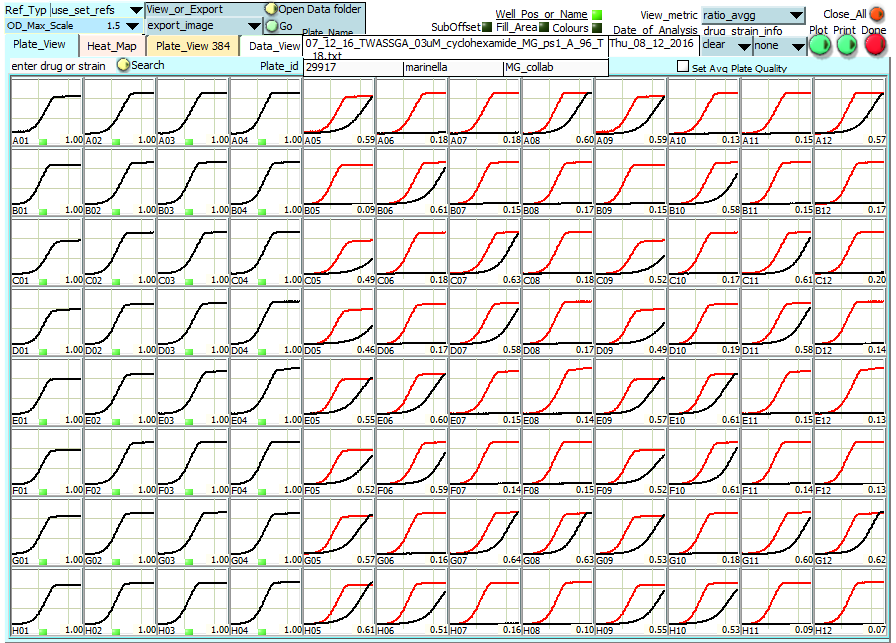 Ref_Typ use_set_refs View_or_Export Open Data folder
OD_Max_Scale 1.5 export_image Go Plate_Name SubOffset Fill_Area Colours Well_Pos_or_Name View_metric ratio_avgg Close_All
Date_of_Analysis drug_strain_info Plot Print Done
Plate_View Heat_Map Plate_View 384 Data_View 07_12_16_TWASSGA_03uM_cyclohexamide_MG_ps1_A_96_T_18.txt Thu_08_12_2016 clear none
enter drug or strain Search Plate_id 29917 marinella MG_collab Set Avg Plate Quality
A01 1.00 A02 1.00 A03 1.00 A04 1.00 A05 0.59 A06 0.18 A07 0.18 A08 0.60 A09 0.59 A10 0.13 A11 0.15 A12 0.57
B01 1.00 B02 1.00 B03 1.00 B04 1.00 B05 0.09 B06 0.61 B07 0.15 B08 0.17 B09 0.15 B10 0.58 B11 0.15 B12 0.17
C01 1.00 C02 1.00 C03 1.00 C04 1.00 C05 0.49 C06 0.18 C07 0.63 C08 0.18 C09 0.52 C10 0.17 C11 0.61 C12 0.20
D01 1.00 D02 1.00 D03 1.00 D04 1.00 D05 0.46 D06 0.17 D07 0.58 D08 0.17 D09 0.49 D10 0.19 D11 0.58 D12 0.14
E01 1.00 E02 1.00 E03 1.00 E04 1.00 E05 0.55 E06 0.60 E07 0.15 E08 0.14 E09 0.57 E10 0.61 E11 0.14 E12 0.13
F01 1.00 F02 1.00 F03 1.00 F04 1.00 F05 0.52 F06 0.59 F07 0.14 F08 0.15 F09 0.52 F10 0.61 F11 0.14 F12 0.13
G01 1.00 G02 1.00 G03 1.00 G04 1.00 G05 0.57 G06 0.16 G07 0.64 G08 0.63 G09 0.53 G10 0.18 G11 0.60 G12 0.62
H01 1.00 H02 1.00 H03 1.00 H04 1.00 H05 0.61 H06 0.51 H07 0.16 H08 0.10 H09 0.55 H10 0.53 H11 0.09 H12 0.07